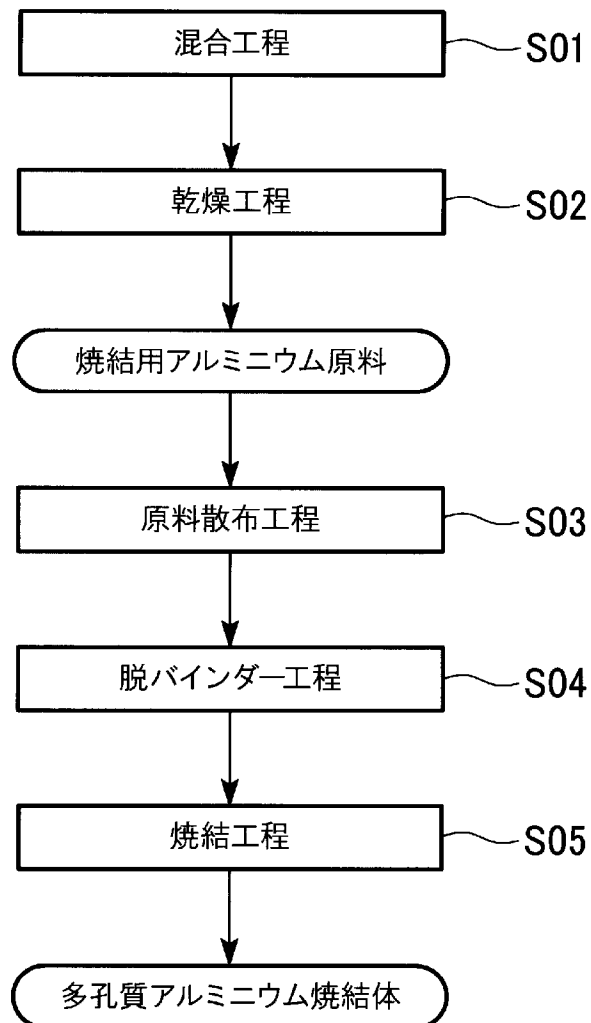 混合工程 S01
乾燥工程 S02
焼結用アルミニウム原料
原料散布工程 S03
脱バインダー工程 S04
焼結工程 S05
多孔質アルミニウム焼結体